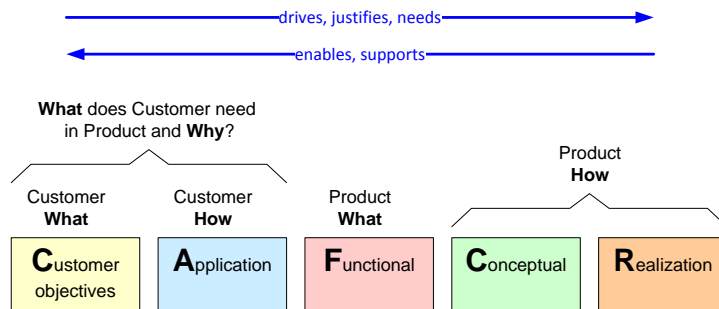 drives, justifies, needs
enables, supports
What does Customer need
in Product and Why?
Product
How
Customer
What
Customer
How
Product
What
Customer
objectives
Application
Functional
Conceptual
Realization